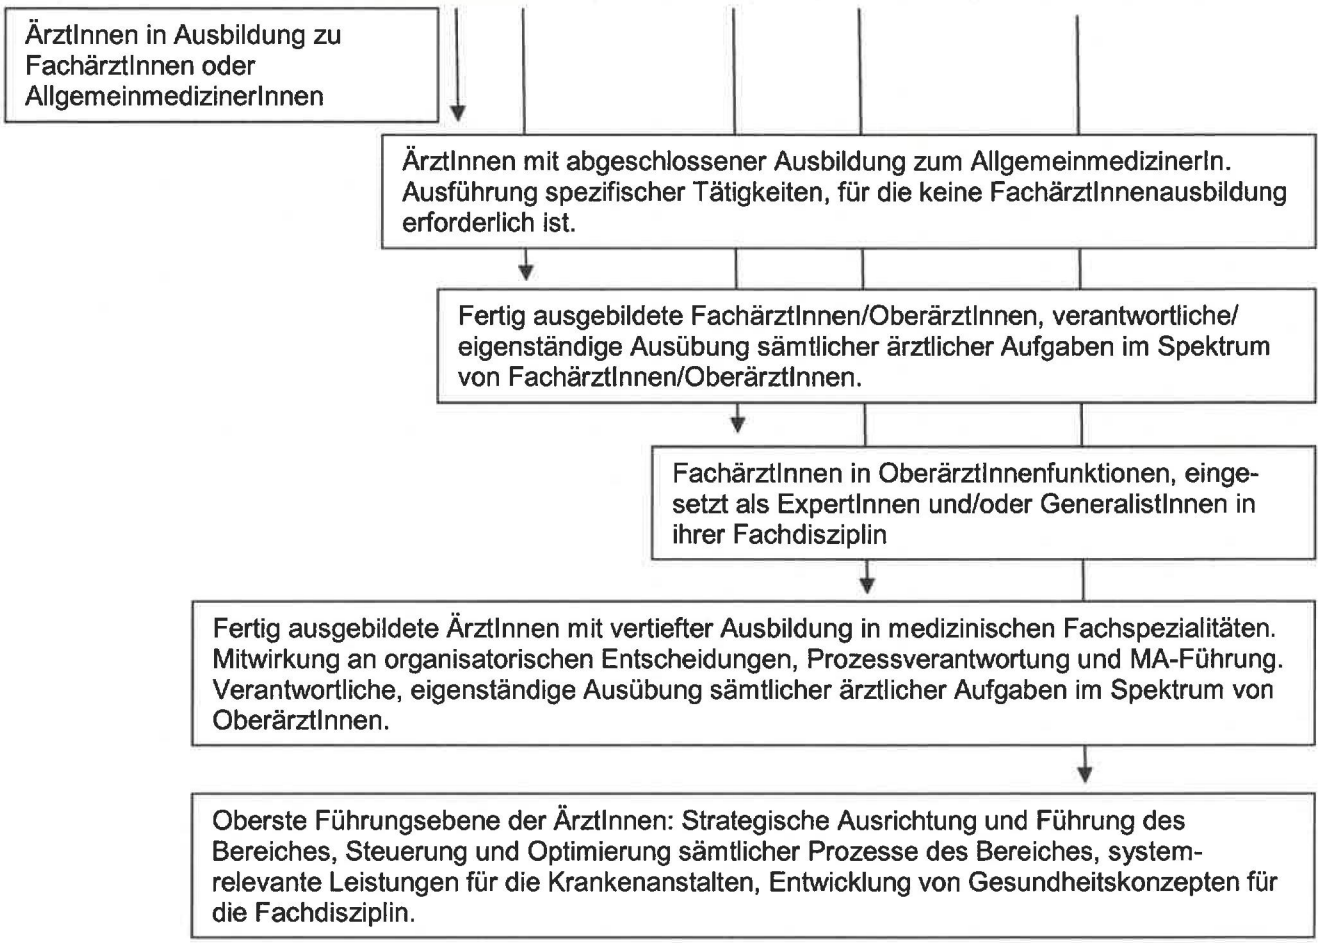 ÄrztInnen in Ausbildung zu
FachärztInnen oder
AllgemeinmedizinerInnen
ÄrztInnen mit abgeschlossener Ausbildung zum AllgemeinmedizinerIn.
Ausführung spezifischer Tätigkeiten, für die keine FachärztInnenausbildung
erforderlich ist.
Fertig ausgebildete FachärztInnen/OberärztInnen, verantwortliche/
eigenständige Ausübung sämtlicher ärztlicher Aufgaben im Spektrum
von FachärztInnen/OberärztInnen.
FachärztInnen in OberärztInnenfunktionen, einge-
setzt als ExpertInnen und/oder GeneralistInnen in
ihrer Fachdisziplin
Fertig ausgebildete ÄrztInnen mit vertiefter Ausbildung in medizinischen Fachspezialitäten.
Mitwirkung an organisatorischen Entscheidungen, Prozessverantwortung und MA-Führung.
Verantwortliche, eigenständige Ausübung sämtlicher ärztlicher Aufgaben im Spektrum von
OberärztInnen.
Oberste Führungsebene der ÄrztInnen: Strategische Ausrichtung und Führung des
Bereiches, Steuerung und Optimierung sämtlicher Prozesse des Bereiches, system-
relevante Leistungen für die Krankenanstalten, Entwicklung von Gesundheitskonzepten für
die Fachdisziplin.